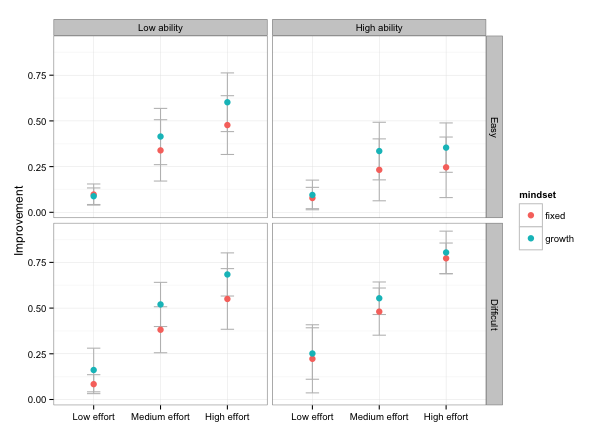 Low ability
High ability
Improvement
0.75
0.50
0.25
0.00
Easy
0.75
0.50
0.25
0.00
Difficult
Low effort
Medium effort
High effort
Low effort
Medium effort
High effort
mindset
fixed
growth